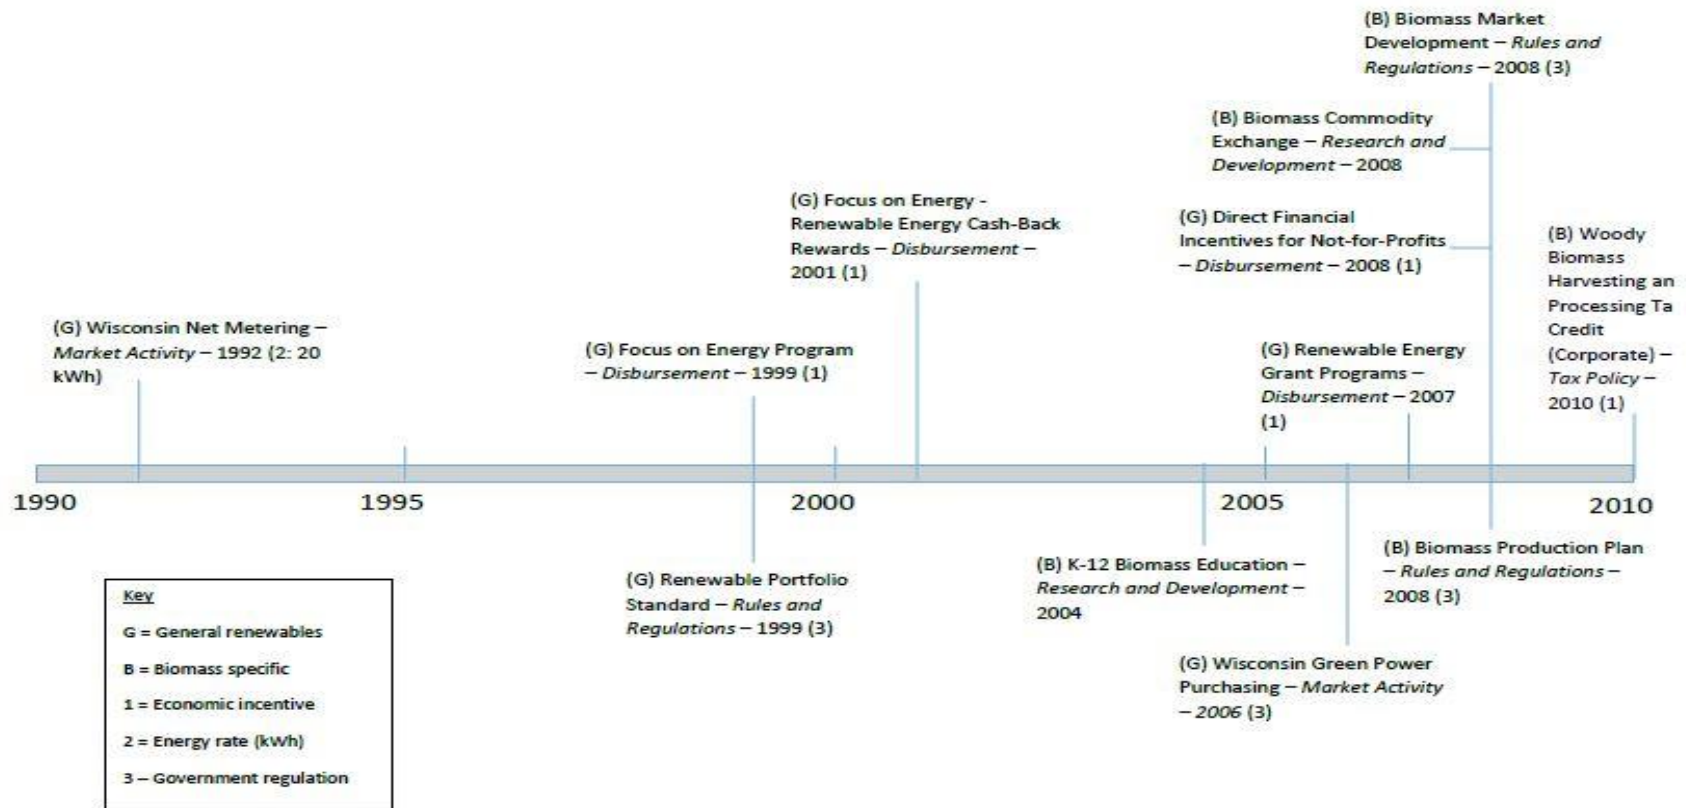 (B) Biomass Market
Development – Rules and
Regulations – 2008 (3)
(B) Biomass Commodity
Exchange – Research and
Development – 2008
(G) Focus on Energy -
Renewable Energy Cash-Back
Rewards – Disbursement –
2001 (1)
(G) Direct Financial
Incentives for Not-for-Profits
– Disbursement – 2008 (1)
(B) Woody
Biomass
Harvesting an
Processing Ta
Credit
(Corporate) –
Tax Policy –
2010 (1)
(G) Wisconsin Net Metering –
Market Activity – 1992 (2: 20
kWh)
(G) Focus on Energy Program
– Disbursement – 1999 (1)
(G) Renewable Energy
Grant Programs –
Disbursement – 2007
(1)
1990
1995
2000
2005
2010
(G) Renewable Portfolio
Standard – Rules and
Regulations – 1999 (3)
(B) K-12 Biomass Education –
Research and Development –
2004
(B) Biomass Production Plan
– Rules and Regulations –
2008 (3)
(G) Wisconsin Green Power
Purchasing – Market Activity
– 2006 (3)
Key
G = General renewables
B = Biomass specific
1 = Economic incentive
2 = Energy rate (kWh)
3 – Government regulation